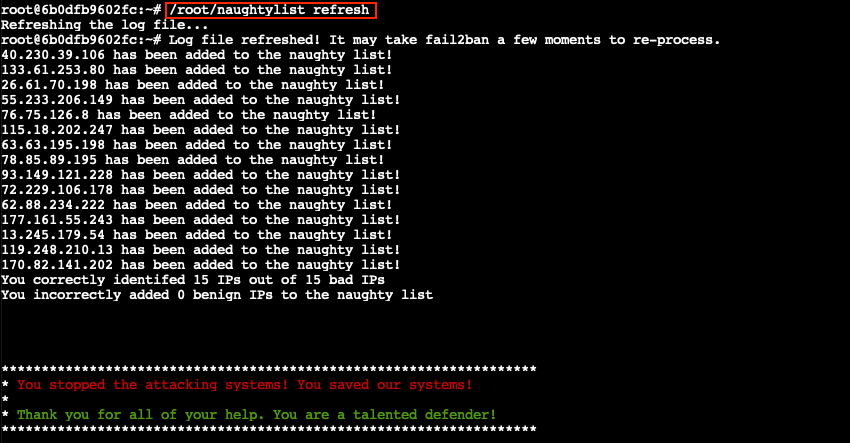 root@6b0dfb9602fc:~# /root/naughtylist refresh
Refreshing the log file...
root@6b0dfb9602fc:~# Log file refreshed! It may take fail2ban a few moments to re-process.
40.230.39.106 has been added to the naughty list!
133.61.253.80 has been added to the naughty list!
26.61.70.198 has been added to the naughty list!
55.233.206.149 has been added to the naughty list!
76.75.126.8 has been added to the naughty list!
115.18.202.247 has been added to the naughty list!
63.63.195.198 has been added to the naughty list!
78.85.89.195 has been added to the naughty list!
93.149.121.228 has been added to the naughty list!
72.229.106.178 has been added to the naughty list!
62.88.234.222 has been added to the naughty list!
177.161.55.243 has been added to the naughty list!
13.245.179.54 has been added to the naughty list!
119.248.210.13 has been added to the naughty list!
170.82.141.202 has been added to the naughty list!
You correctly identifed 15 IPs out of 15 bad IPs
You incorrectly added 0 benign IPs to the naughty list
*******************************************************************
* You stopped the attacking systems! You saved our systems!
*
* Thank you for all of your help. You are a talented defender!
*******************************************************************